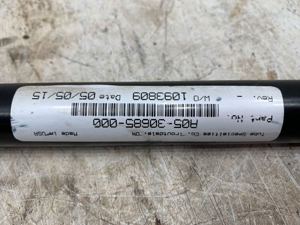 Tube Specialties Co. Troutdale, OR Made in USA
Part No. A05-30685-000
Rev. - W/O 1093809 Date 05/05/15